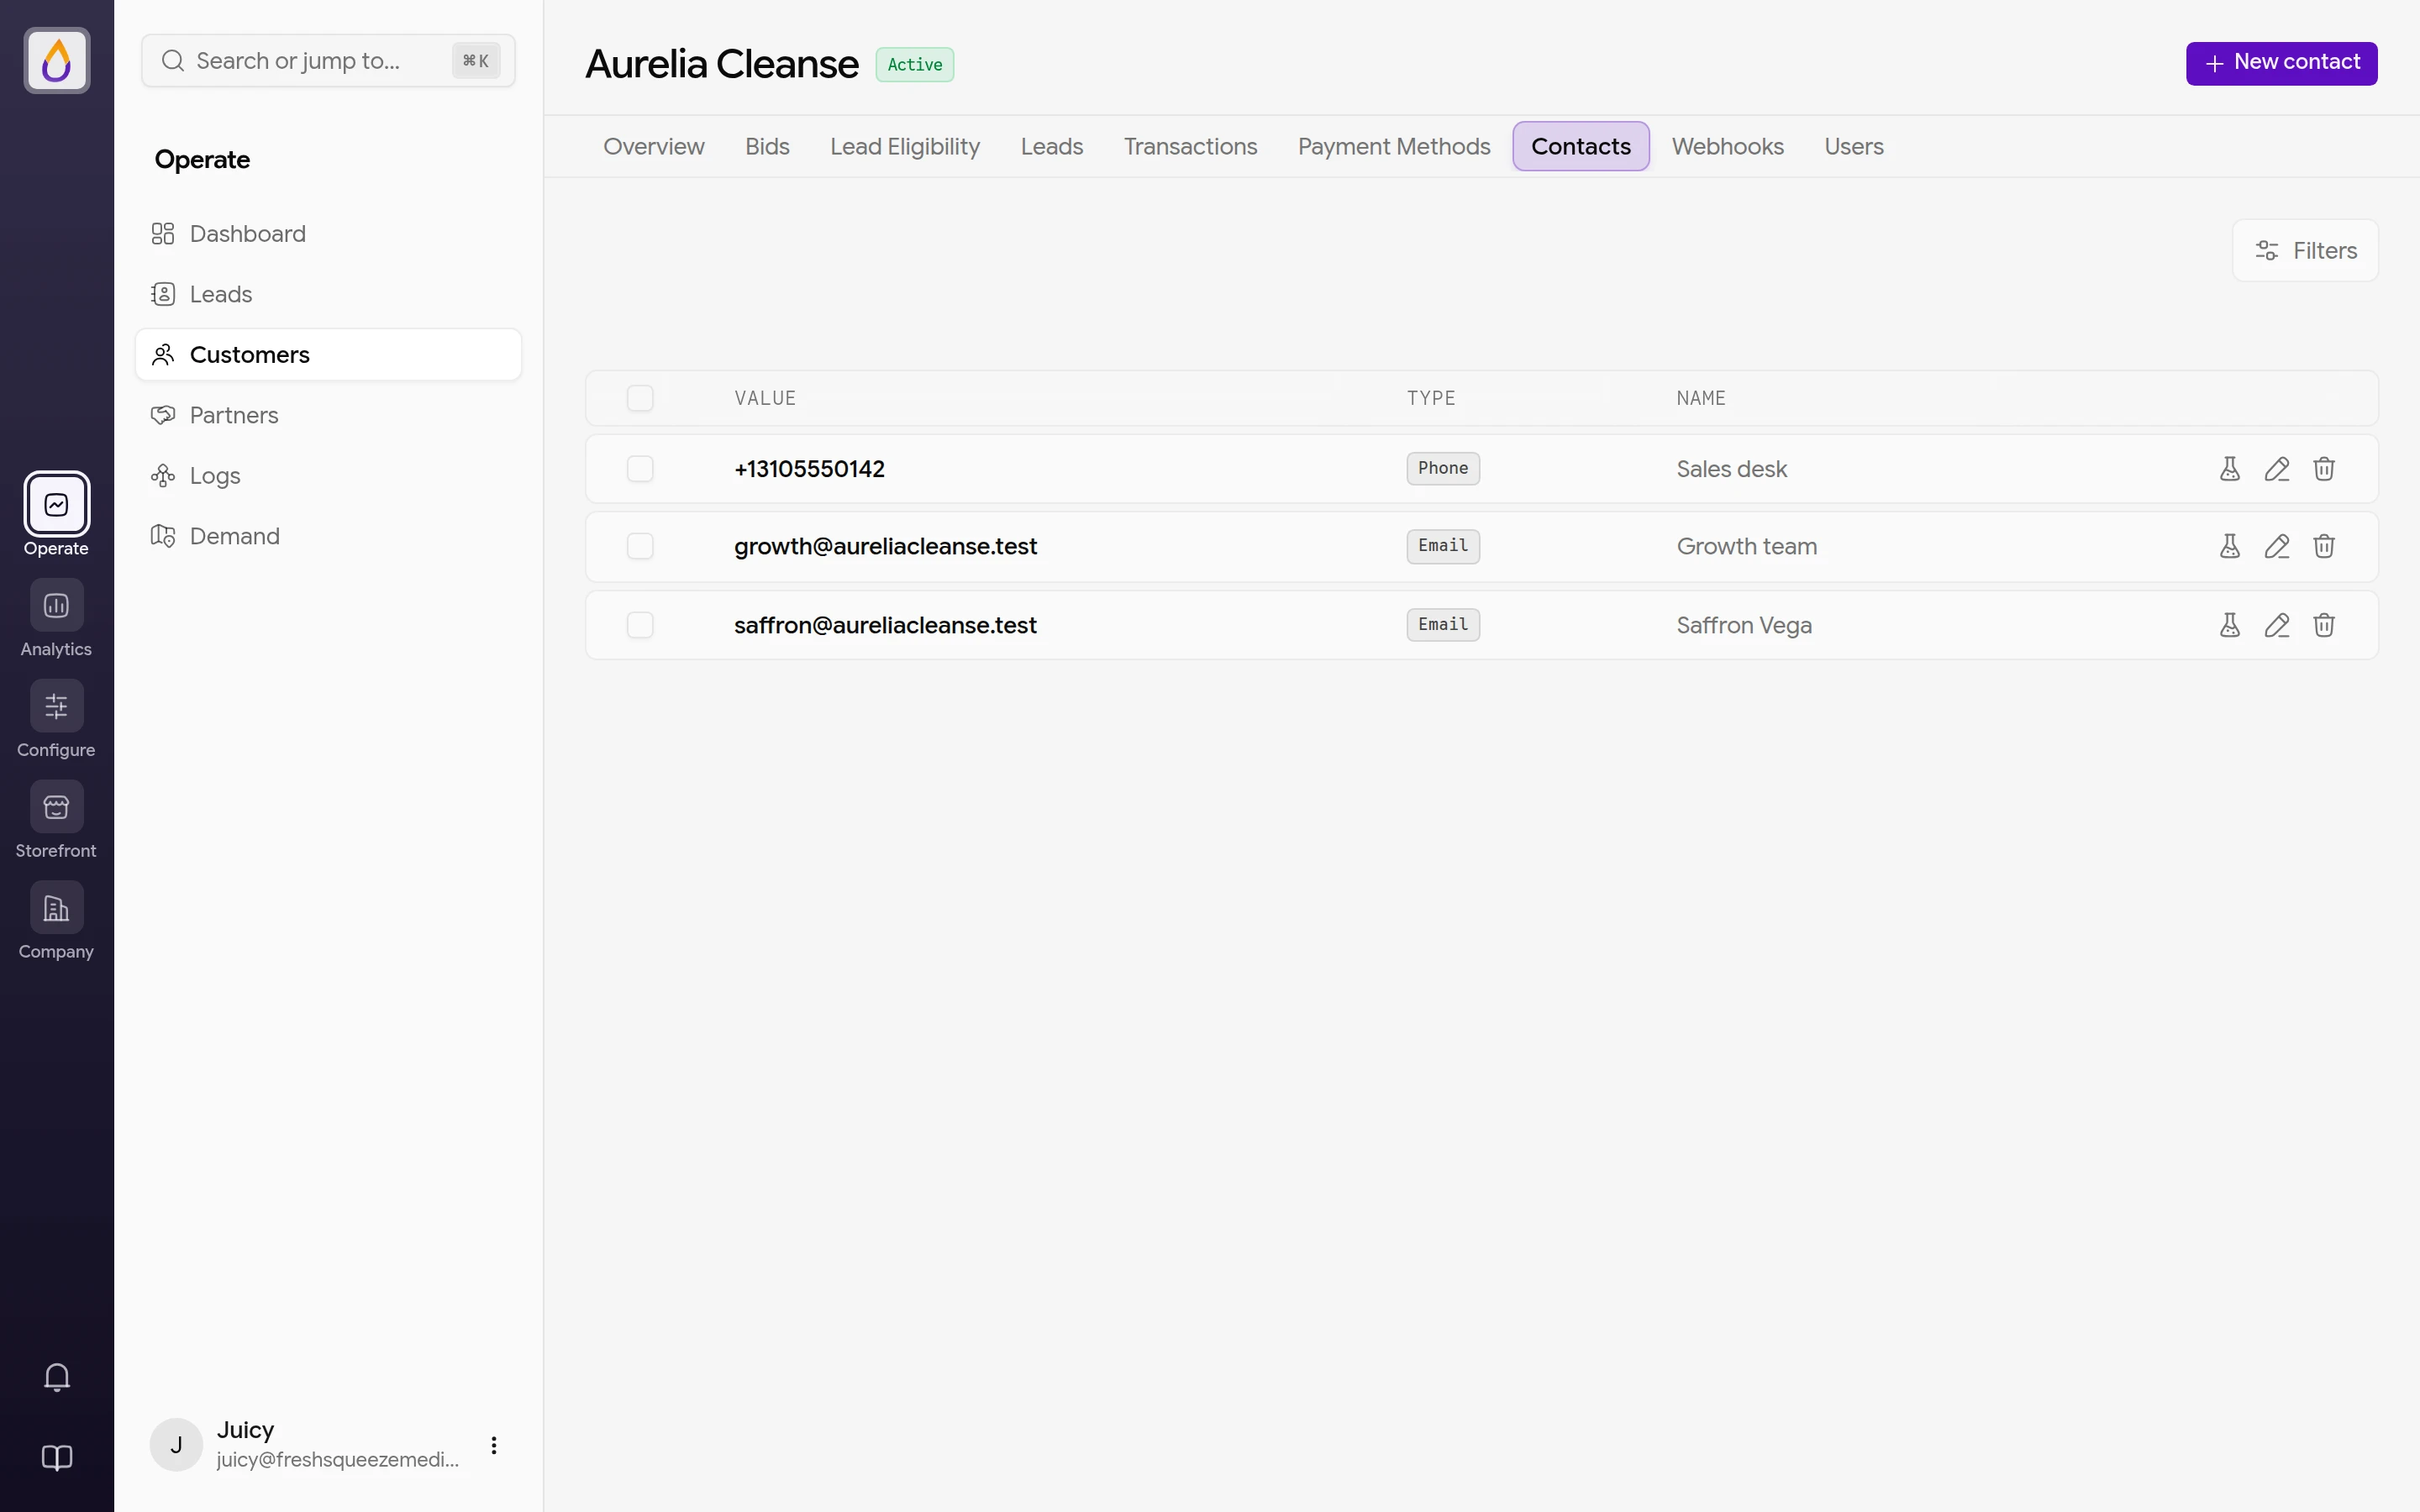 Search or jump to...
⌘K
Operate
Dashboard
Leads
Customers
Partners
Logs
Demand
Operate
Analytics
Configure
Storefront
Company
J
Juicy
juicy@freshsqueezemedi...
Aurelia Cleanse
Active
New contact
Overview
Bids
Lead Eligibility
Leads
Transactions
Payment Methods
Contacts
Webhooks
Users
Filters
VALUE TYPE NAME
+13105550142 Phone Sales desk
growth@aureliacleanse.test Email Growth team
saffron@aureliacleanse.test Email Saffron Vega